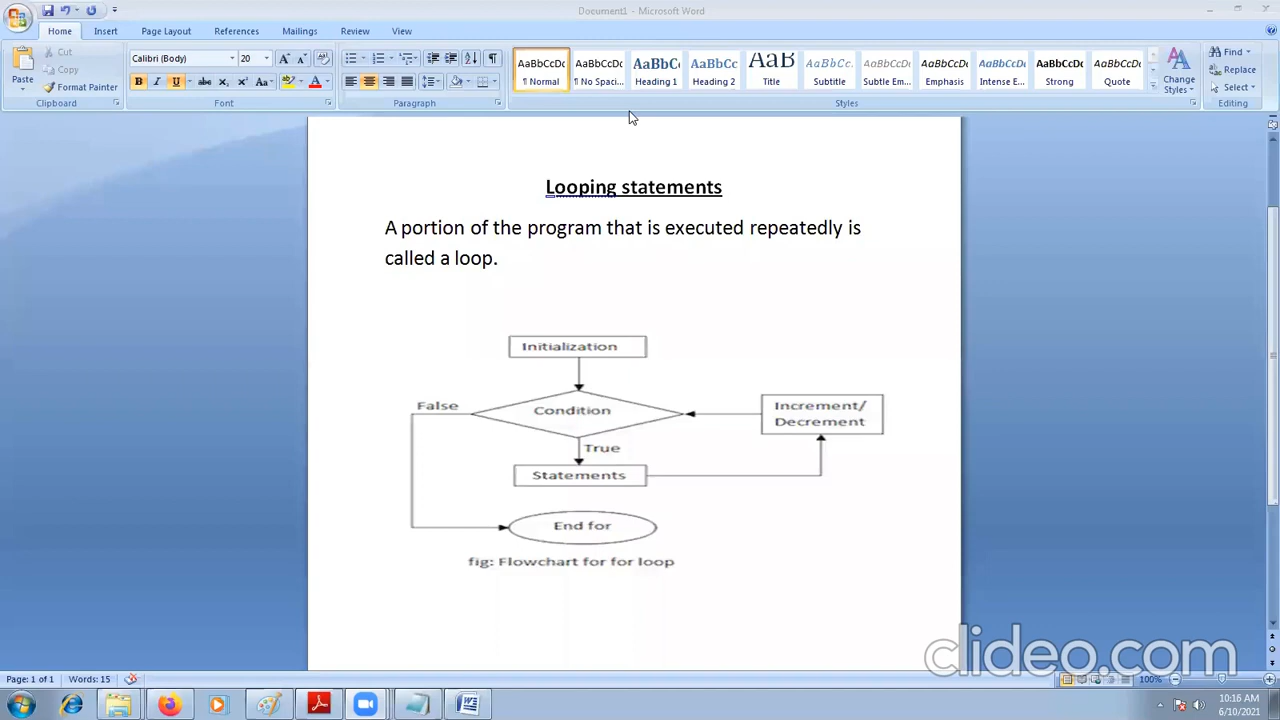 Document1 - Microsoft Word
Home Insert Page Layout References Mailings Review View
Cut
Copy
Format Painter
Paste
Clipboard
Calibri (Body) 20
B I U abc x₂ x² Aa A
Font
Paragraph
AaBbCcDc AaBbCcDc AaBbC AaBbCc AaB AaBbCc. AaBbCcDc AaBbCcDc AaBbCcDc AaBbCcDc AaBbCcDc
¶ Normal ¶ No Spaci... Heading 1 Heading 2 Title Subtitle Subtle Em... Emphasis Intense E... Strong Quote
Change
Styles
Styles
Find
Replace
Select
Editing
Looping statements
A portion of the program that is executed repeatedly is
called a loop.
Initialization
False
Condition
Increment/
Decrement
True
Statements
End for
fig: Flowchart for for loop
clideo.com
Page: 1 of 1 Words: 15
100%
10:16 AM
6/10/2021